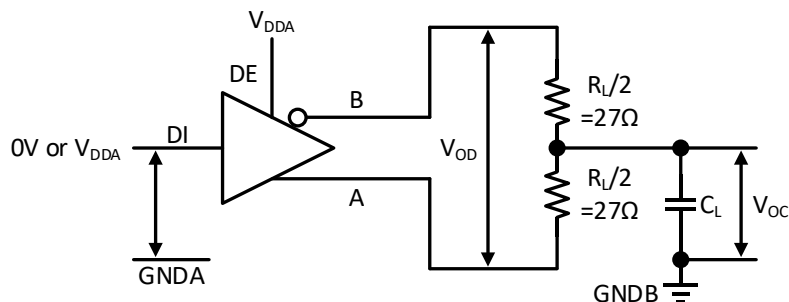 VDDA
DE
B
RL/2
=27Ω
0V or VDDA
DI
VOD
A
RL/2
=27Ω
CL
VOC
GNDA
GNDB